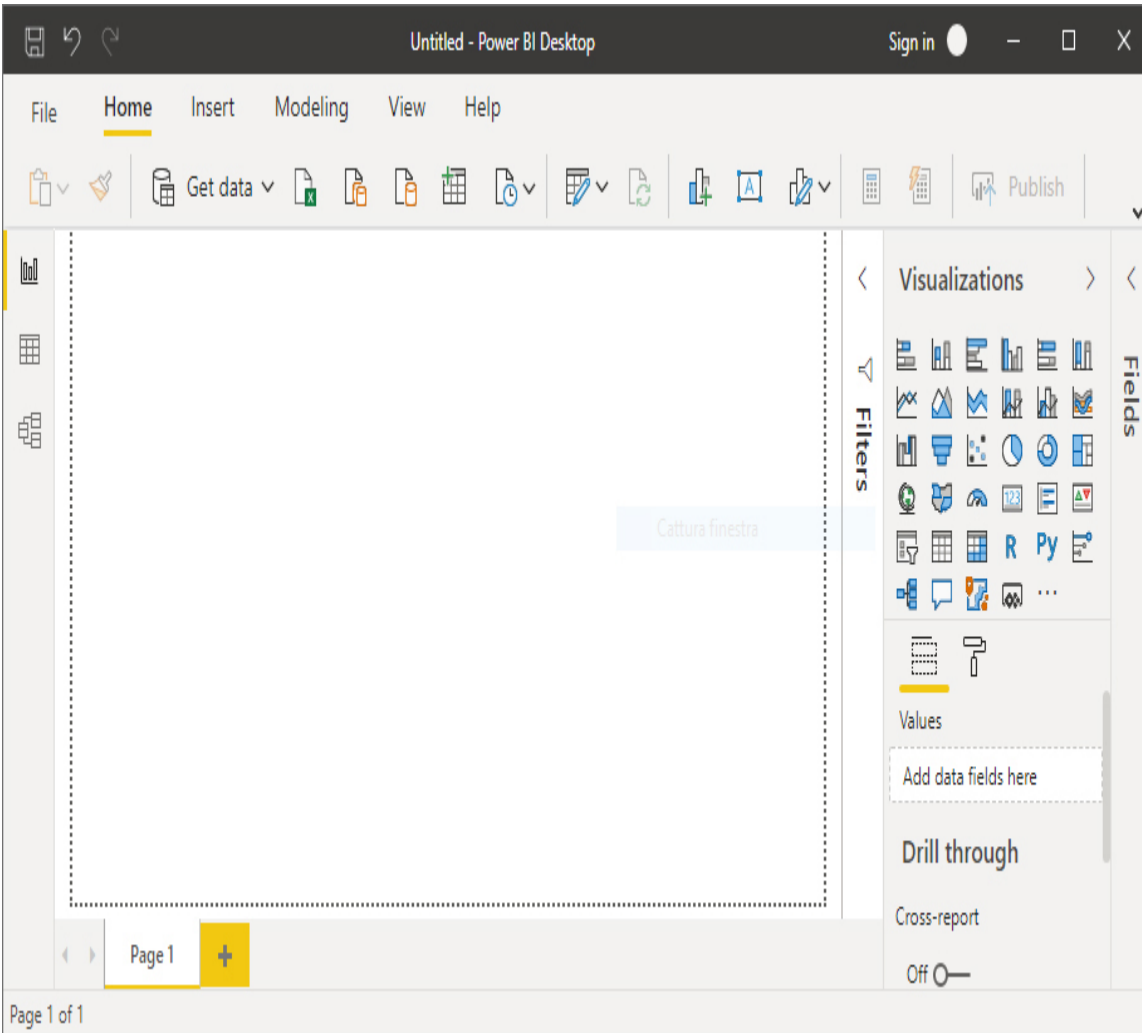 Untitled - Power BI Desktop
Sign in
File
Home
Insert
Modeling
View
Help
Get data
Publish
Visualizations
Filters
Fields
Cattura finestra
123
R
Py
A
Values
Add data fields here
Drill through
Cross-report
Off
Page 1
Page 1 of 1